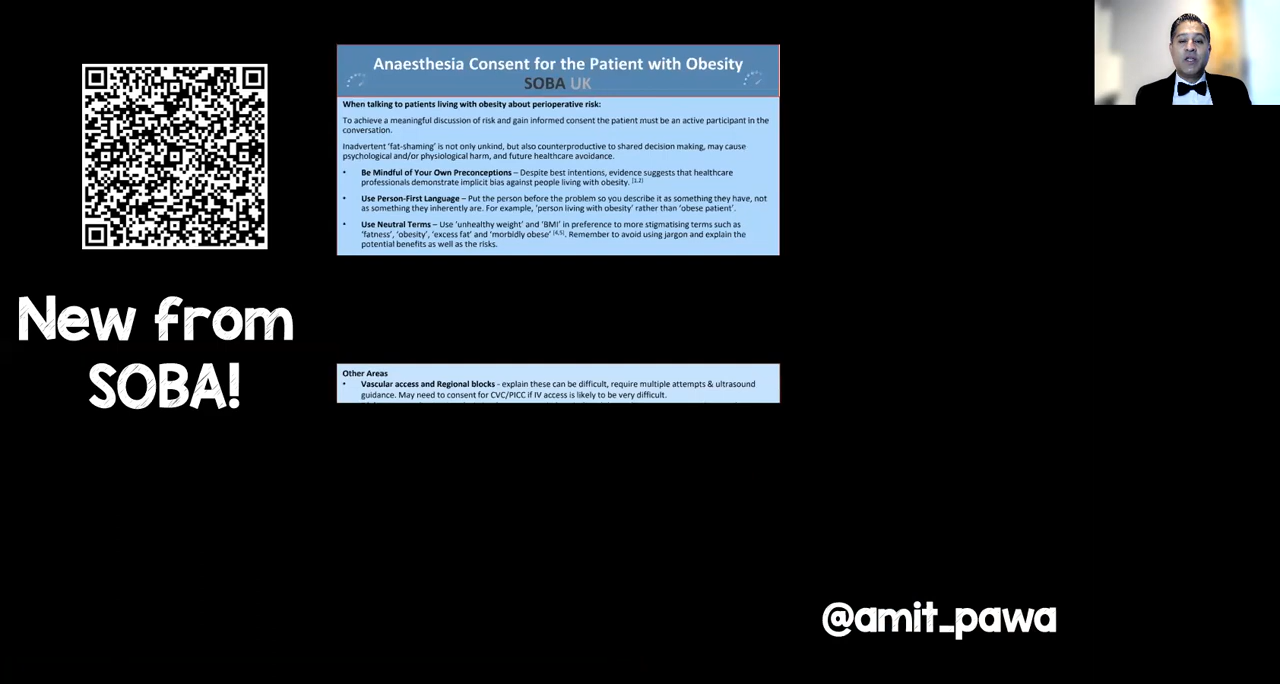 New from
SOBA!
Anaesthesia Consent for the Patient with Obesity
SOBA UK
When talking to patients living with obesity about perioperative risk:
To achieve a meaningful discussion of risk and gain informed consent the patient must be an active participant in the
conversation.
Inadvertent 'fat-shaming' is not only unkind, but also counterproductive to shared decision making, may cause
psychological and/or physiological harm, and future healthcare avoidance.
• Be Mindful of Your Own Preconceptions – Despite best intentions, evidence suggests that healthcare
professionals demonstrate implicit bias against people living with obesity. [1,2]
• Use Person-First Language – Put the person before the problem so you describe it as something they have, not
as something they inherently are. For example, 'person living with obesity' rather than 'obese patient'.
• Use Neutral Terms – Use 'unhealthy weight' and 'BMI' in preference to more stigmatising terms such as
'fatness', 'obesity', 'excess fat' and 'morbidly obese' [4,5]. Remember to avoid using jargon and explain the
potential benefits as well as the risks.
Other Areas
• Vascular access and Regional blocks - explain these can be difficult, require multiple attempts & ultrasound
guidance. May need to consent for CVC/PICC if IV access is likely to be very difficult.
@amit_pawa